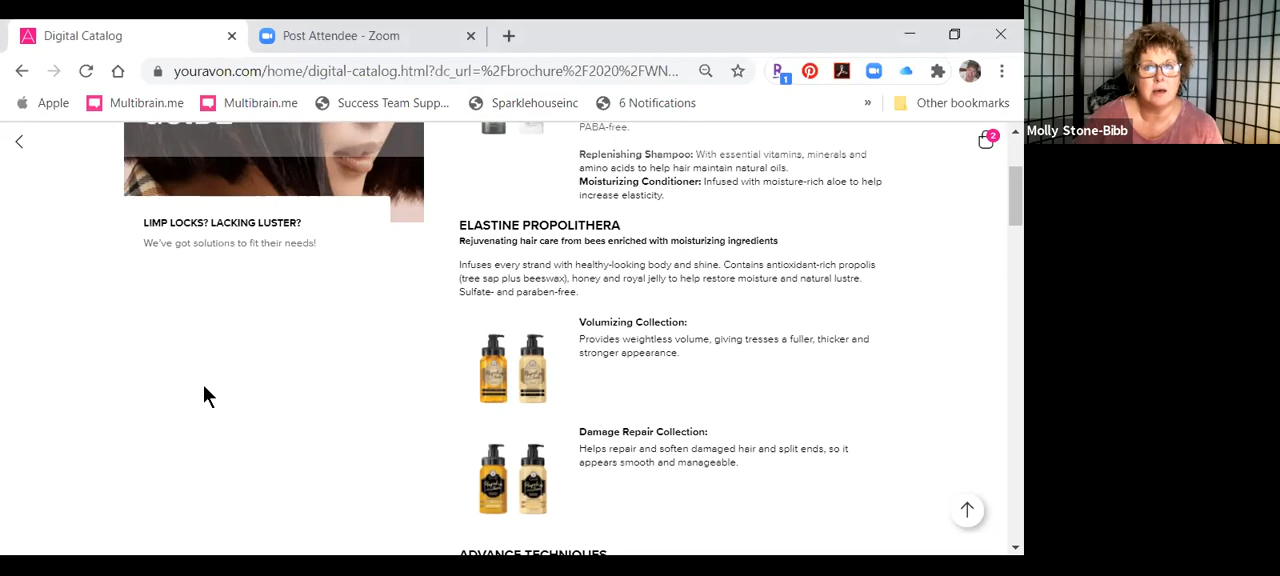 Digital Catalog
Post Attendee - Zoom
youravon.com/home/digital-catalog.html?dc_url=%2Fbrochure%2F2020%2FWN...
1
Apple
Multibrain.me
Multibrain.me
Success Team Supp...
Sparklehouseinc
6 Notifications
»
Other bookmarks
Molly Stone-Bibb
2
GUIDE
LIMP LOCKS? LACKING LUSTER?
We've got solutions to fit their needs!
PABA-free.
Replenishing Shampoo: With essential vitamins, minerals and
amino acids to help hair maintain natural oils.
Moisturizing Conditioner: Infused with moisture-rich aloe to help
increase elasticity.
ELASTINE PROPOLITHERA
Rejuvenating hair care from bees enriched with moisturizing ingredients
Infuses every strand with healthy-looking body and shine. Contains antioxidant-rich propolis
(tree sap plus beeswax), honey and royal jelly to help restore moisture and natural lustre.
Sulfate- and paraben-free.
Volumizing Collection:
Provides weightless volume, giving tresses a fuller, thicker and
stronger appearance.
Damage Repair Collection:
Helps repair and soften damaged hair and split ends, so it
appears smooth and manageable.
ADVANCE TECHNIQUES